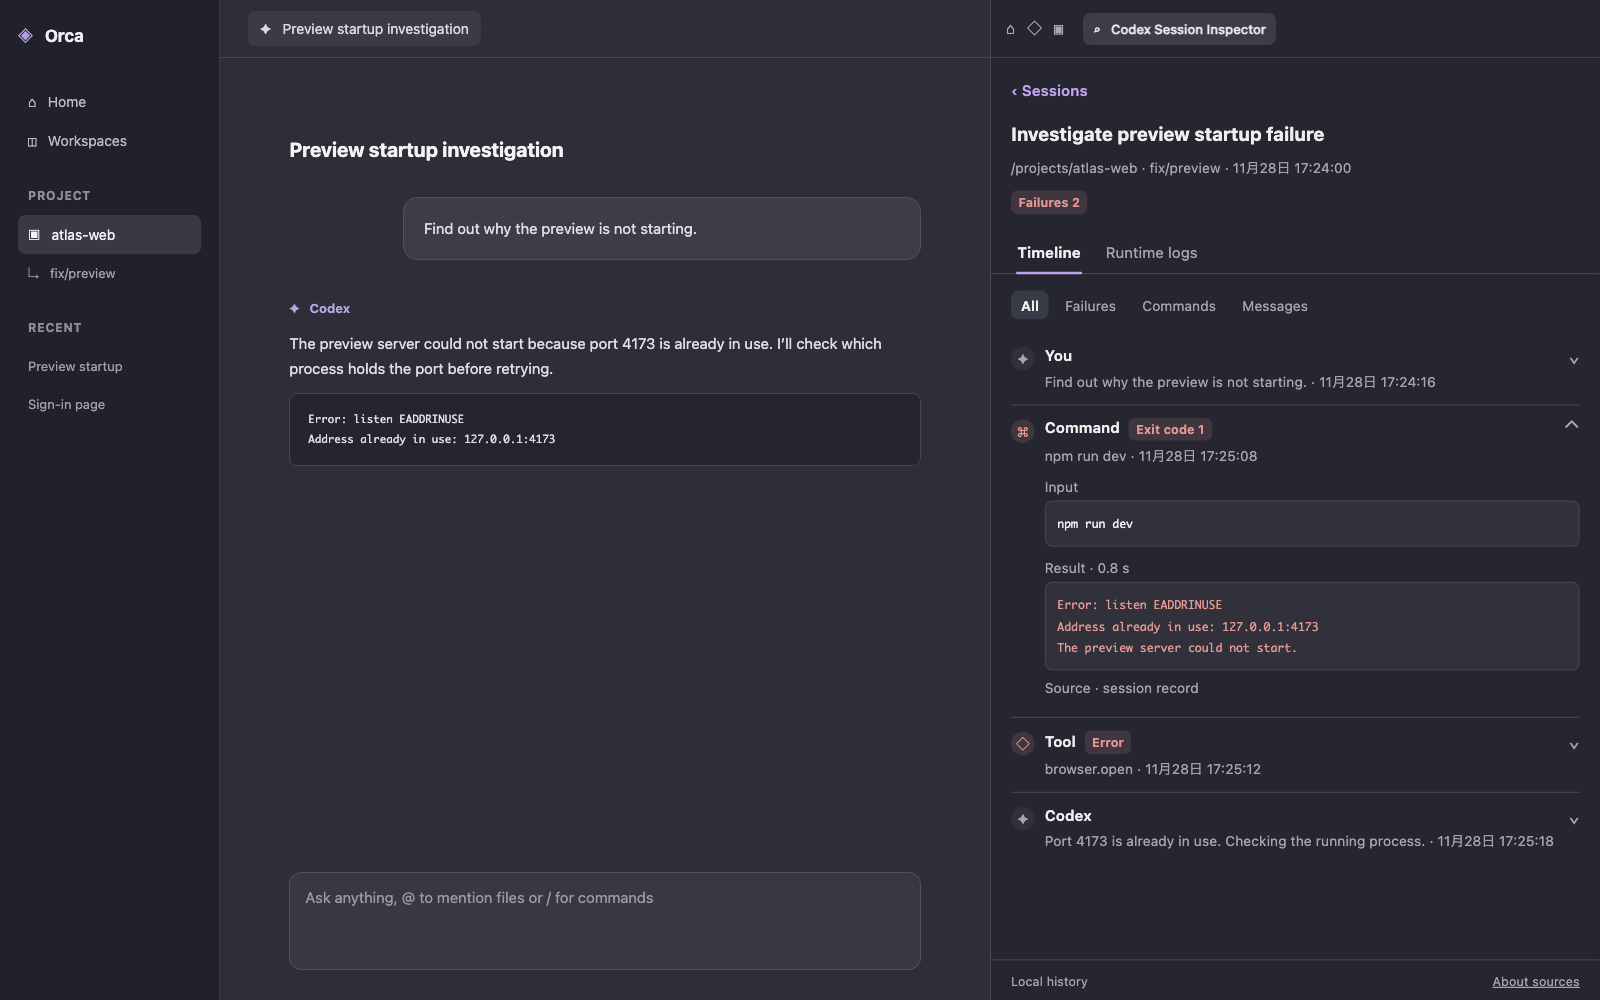 Orca
Home
Workspaces
PROJECT
atlas-web
fix/preview
RECENT
Preview startup
Sign-in page
Preview startup investigation
Preview startup investigation
Find out why the preview is not starting.
Codex
The preview server could not start because port 4173 is already in use. I’ll check which
process holds the port before retrying.
Error: listen EADDRINUSE
Address already in use: 127.0.0.1:4173
Ask anything, @ to mention files or / for commands
Codex Session Inspector
‹ Sessions
Investigate preview startup failure
/projects/atlas-web · fix/preview · 11月28日 17:24:00
Failures 2
Timeline Runtime logs
All Failures Commands Messages
You
Find out why the preview is not starting. · 11月28日 17:24:16
Command Exit code 1
npm run dev · 11月28日 17:25:08
Input
npm run dev
Result · 0.8 s
Error: listen EADDRINUSE
Address already in use: 127.0.0.1:4173
The preview server could not start.
Source · session record
Tool Error
browser.open · 11月28日 17:25:12
Codex
Port 4173 is already in use. Checking the running process. · 11月28日 17:25:18
Local history About sources